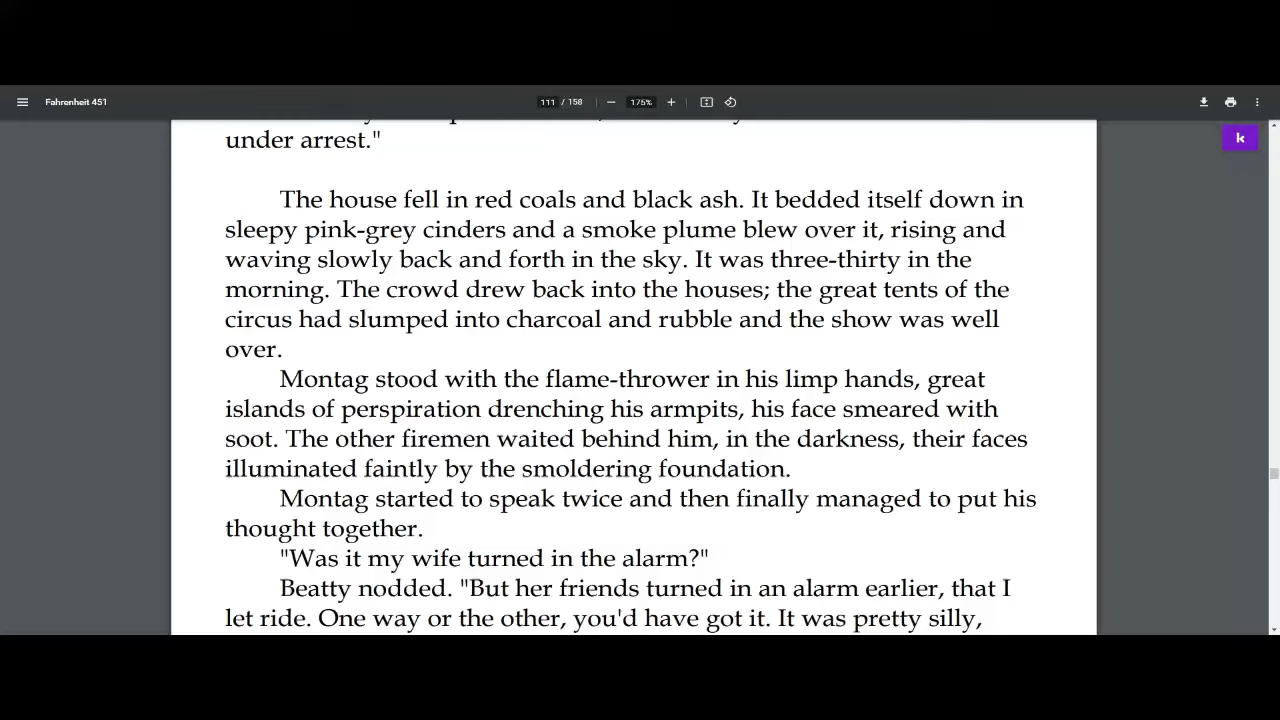 Fahrenheit 451
111 / 158
175%
k
under arrest."
The house fell in red coals and black ash. It bedded itself down in
sleepy pink-grey cinders and a smoke plume blew over it, rising and
waving slowly back and forth in the sky. It was three-thirty in the
morning. The crowd drew back into the houses; the great tents of the
circus had slumped into charcoal and rubble and the show was well
over.
Montag stood with the flame-thrower in his limp hands, great
islands of perspiration drenching his armpits, his face smeared with
soot. The other firemen waited behind him, in the darkness, their faces
illuminated faintly by the smoldering foundation.
Montag started to speak twice and then finally managed to put his
thought together.
"Was it my wife turned in the alarm?"
Beatty nodded. "But her friends turned in an alarm earlier, that I
let ride. One way or the other, you'd have got it. It was pretty silly,